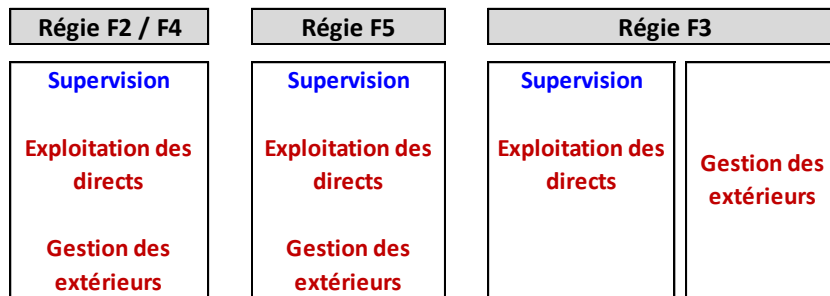 Régie F2 / F4
Supervision
Exploitation des
directs
Gestion des
extérieurs
Régie F5
Supervision
Exploitation des
directs
Gestion des
extérieurs
Régie F3
Supervision
Exploitation des
directs
Gestion des
extérieurs